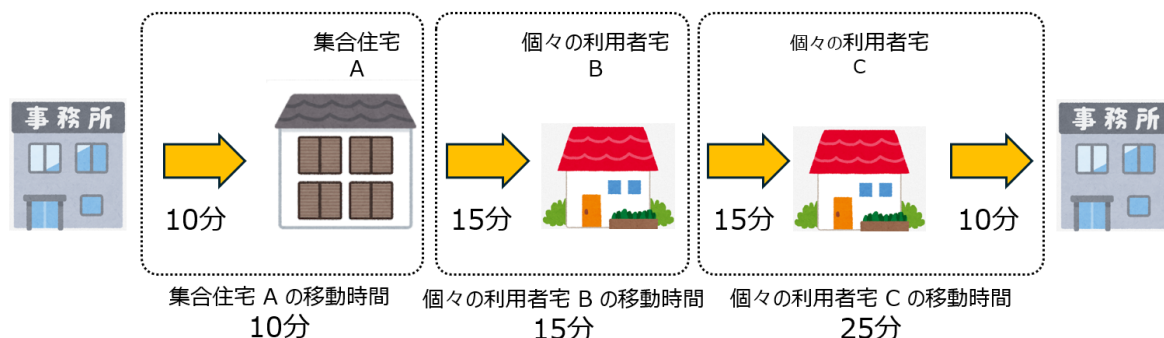 集合住宅
A
個々の利用者宅
B
個々の利用者宅
C
事務所
10分
15分
15分
10分
事務所
集合住宅 A の移動時間
10分
個々の利用者宅 B の移動時間
15分
個々の利用者宅 C の移動時間
25分